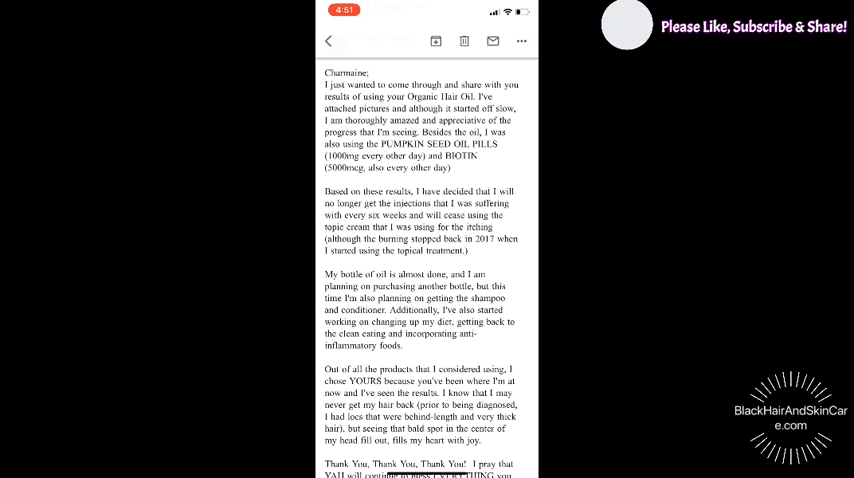 4:51
Please Like, Subscribe & Share!
Charmaine;
I just wanted to come through and share with you
results of using your Organic Hair Oil. I've
attached pictures and although it started off slow,
I am thoroughly amazed and appreciative of the
progress that I'm seeing. Besides the oil, I was
also using the PUMPKIN SEED OIL PILLS
(1000mg every other day) and BIOTIN
(5000mcg, also every other day)
Based on these results, I have decided that I will
no longer get the injections that I was suffering
with every six weeks and will cease using the
topic cream that I was using for the itching
(although the burning stopped back in 2017 when
I started using the topical treatment.)
My bottle of oil is almost done, and I am
planning on purchasing another bottle, but this
time I'm also planning on getting the shampoo
and conditioner. Additionally, I've also started
working on changing up my diet, getting back to
the clean eating and incorporating anti-
inflammatory foods.
Out of all the products that I considered using, I
chose YOURS because you've been where I'm at
now and I've seen the results. I know that I may
never get my hair back (prior to being diagnosed,
I had locs that were behind-length and very thick
hair), but seeing that bald spot in the center of
my head fill out, fills my heart with joy.
Thank You, Thank You, Thank You! I pray that
YAH will continue to bless EVERYTHING you
BlackHairAndSkinCar
e.com